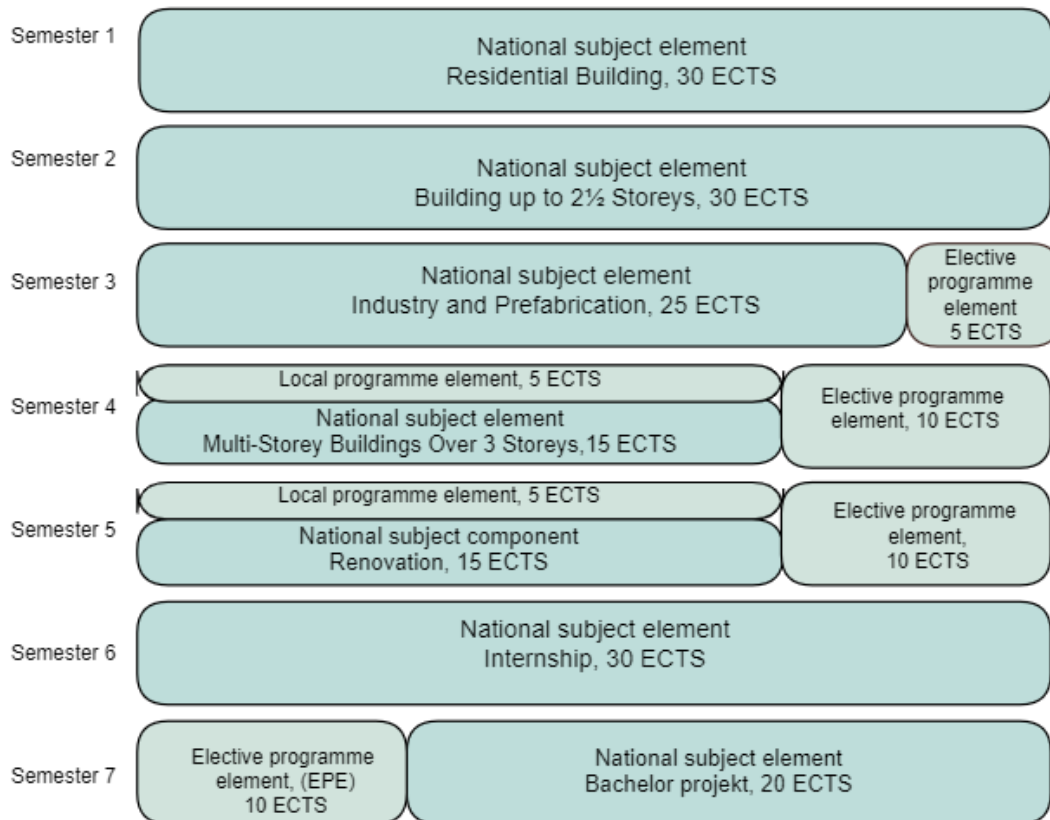 Semester 1
National subject element
Residential Building, 30 ECTS
Semester 2
National subject element
Building up to 2½ Storeys, 30 ECTS
Semester 3
National subject element
Industry and Prefabrication, 25 ECTS
Elective
programme
element
5 ECTS
Semester 4
Local programme element, 5 ECTS
National subject element
Multi-Storey Buildings Over 3 Storeys,15 ECTS
Elective programme
element, 10 ECTS
Semester 5
Local programme element, 5 ECTS
National subject component
Renovation, 15 ECTS
Elective programme
element,
10 ECTS
Semester 6
National subject element
Internship, 30 ECTS
Semester 7
Elective programme
element, (EPE)
10 ECTS
National subject element
Bachelor projekt, 20 ECTS